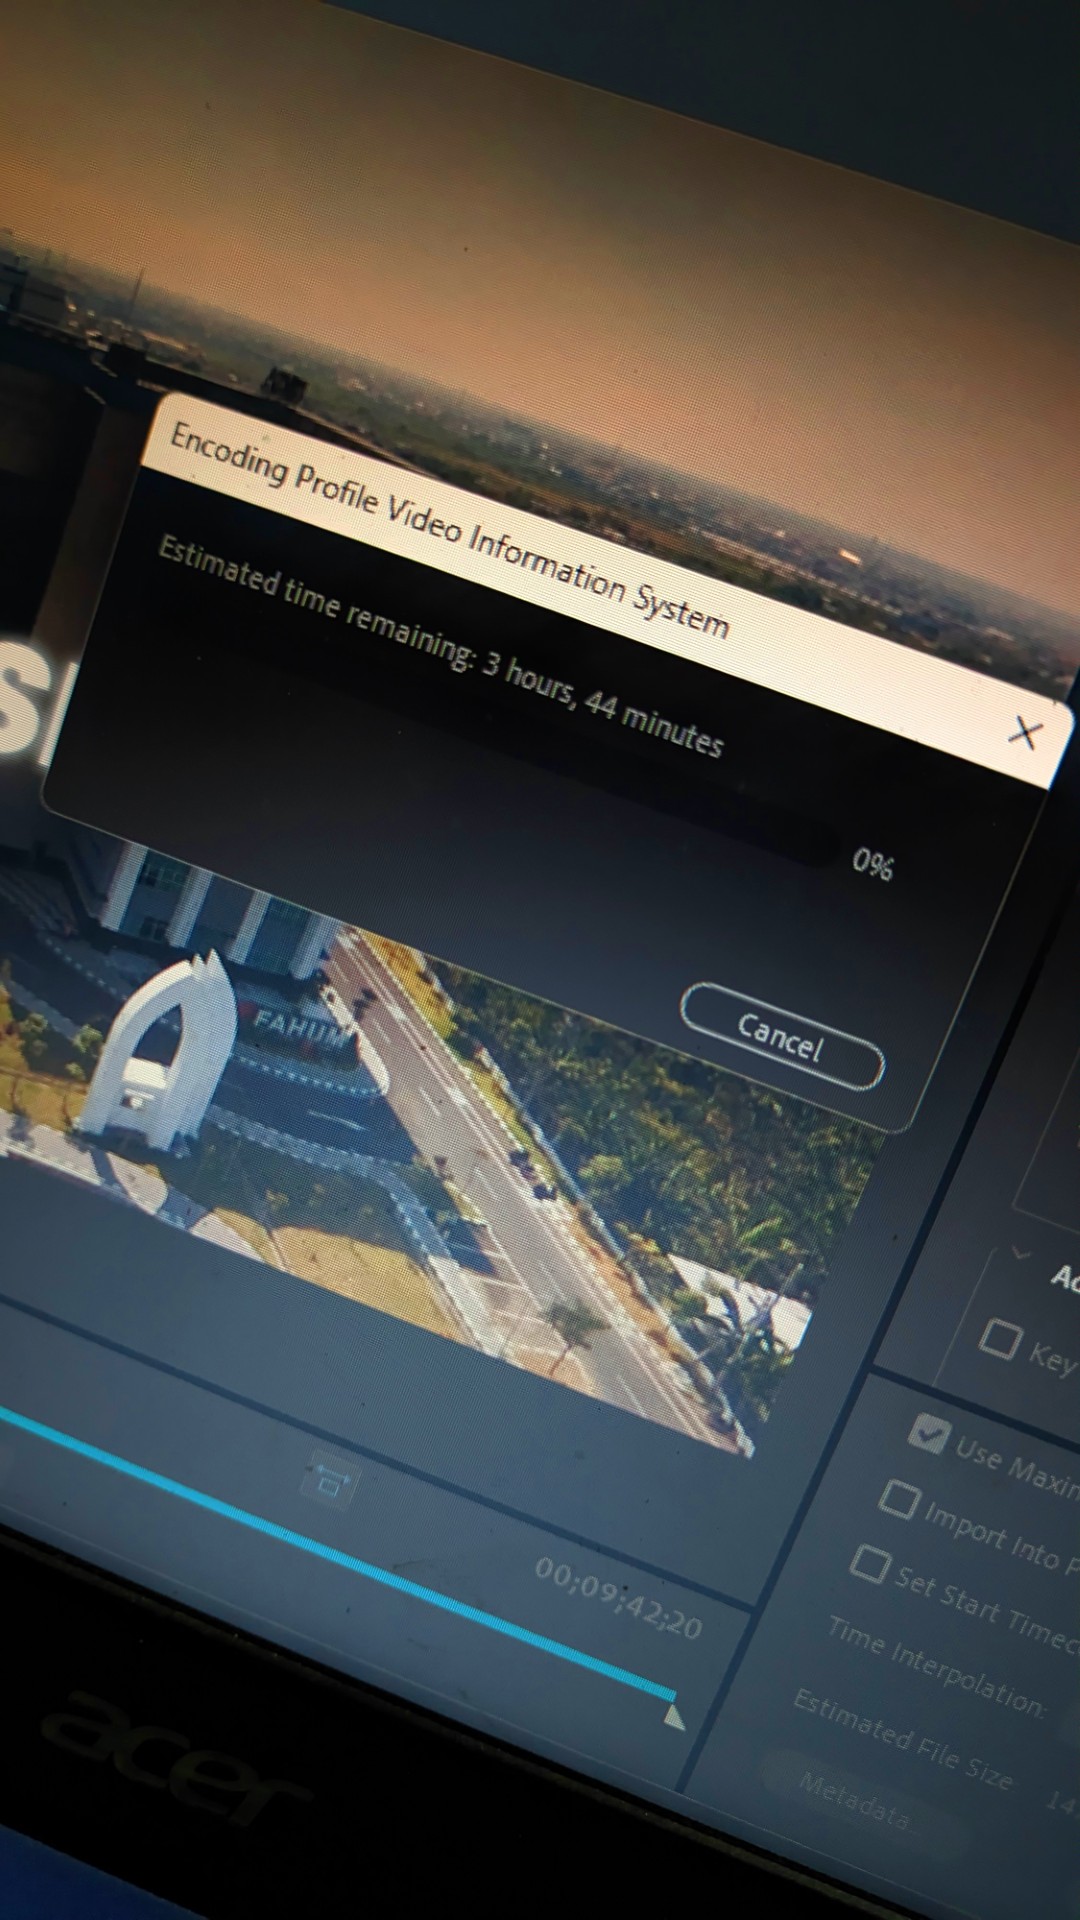 Encoding Profile Video Information System
Estimated time remaining: 3 hours, 44 minutes
0%
Cancel
FAHUM
Key
Use Maxim
Import Into P
Set Start Timec
00;09;42;20
Time Interpolation:
Estimated File Size 14
Metadata...
acer